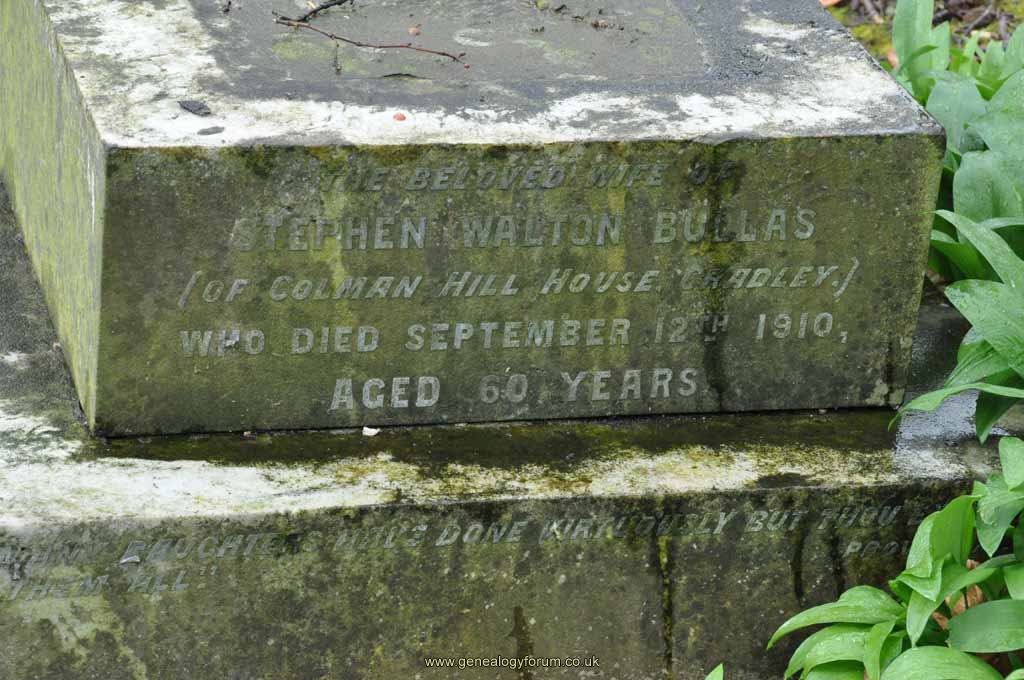 THE BELOVED WIFE OF
STEPHEN WALTON BULLAS
(OF COLMAN HILL HOUSE, CRADLEY.)
WHO DIED SEPTEMBER 12TH 1910,
AGED 60 YEARS
DAUGHTERS DONE VIRTUOUSLY BUT THOU
THEM ALL
www.genealogyforum.co.uk